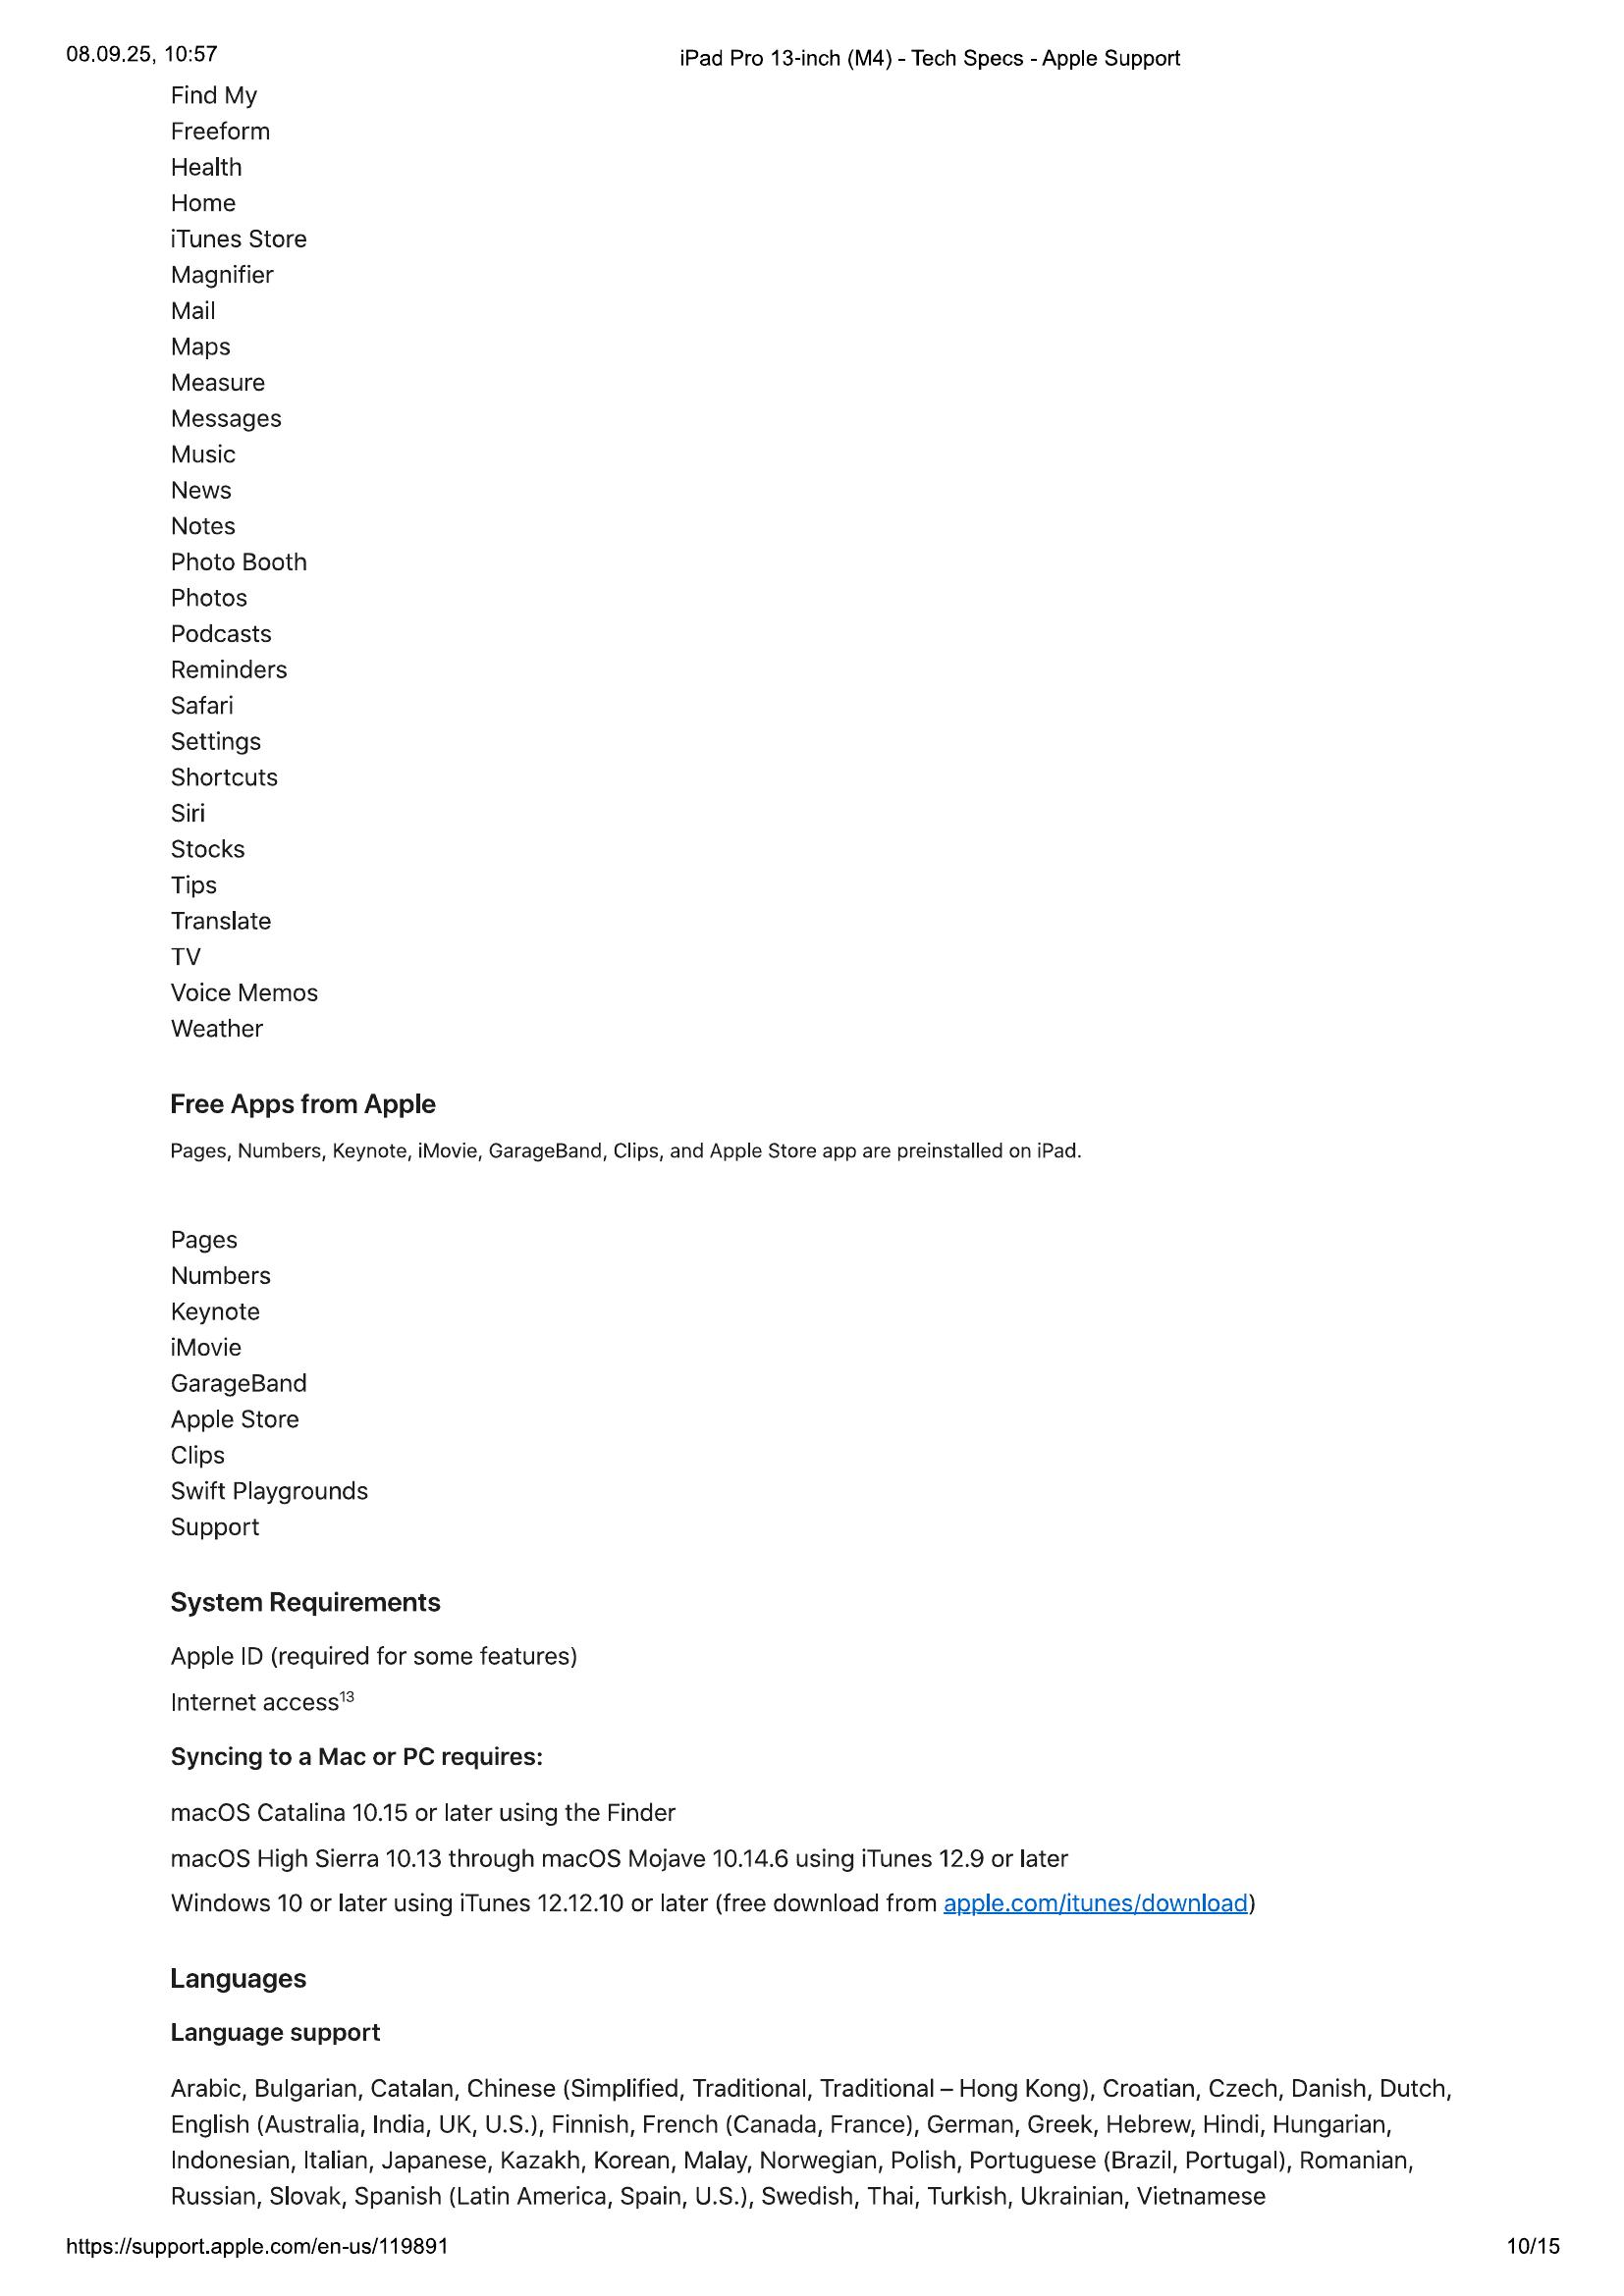 08.09.25, 10:57
iPad Pro 13-inch (M4) - Tech Specs - Apple Support
Find My
Freeform
Health
Home
iTunes Store
Magnifier
Mail
Maps
Measure
Messages
Music
News
Notes
Photo Booth
Photos
Podcasts
Reminders
Safari
Settings
Shortcuts
Siri
Stocks
Tips
Translate
TV
Voice Memos
Weather
Free Apps from Apple
Pages, Numbers, Keynote, iMovie, GarageBand, Clips, and Apple Store app are preinstalled on iPad.
Pages
Numbers
Keynote
iMovie
GarageBand
Apple Store
Clips
Swift Playgrounds
Support
System Requirements
Apple ID (required for some features)
Internet access¹³
Syncing to a Mac or PC requires:
macOS Catalina 10.15 or later using the Finder
macOS High Sierra 10.13 through macOS Mojave 10.14.6 using iTunes 12.9 or later
Windows 10 or later using iTunes 12.12.10 or later (free download from apple.com/itunes/download)
Languages
Language support
Arabic, Bulgarian, Catalan, Chinese (Simplified, Traditional, Traditional – Hong Kong), Croatian, Czech, Danish, Dutch,
English (Australia, India, UK, U.S.), Finnish, French (Canada, France), German, Greek, Hebrew, Hindi, Hungarian,
Indonesian, Italian, Japanese, Kazakh, Korean, Malay, Norwegian, Polish, Portuguese (Brazil, Portugal), Romanian,
Russian, Slovak, Spanish (Latin America, Spain, U.S.), Swedish, Thai, Turkish, Ukrainian, Vietnamese
https://support.apple.com/en-us/119891
10/15